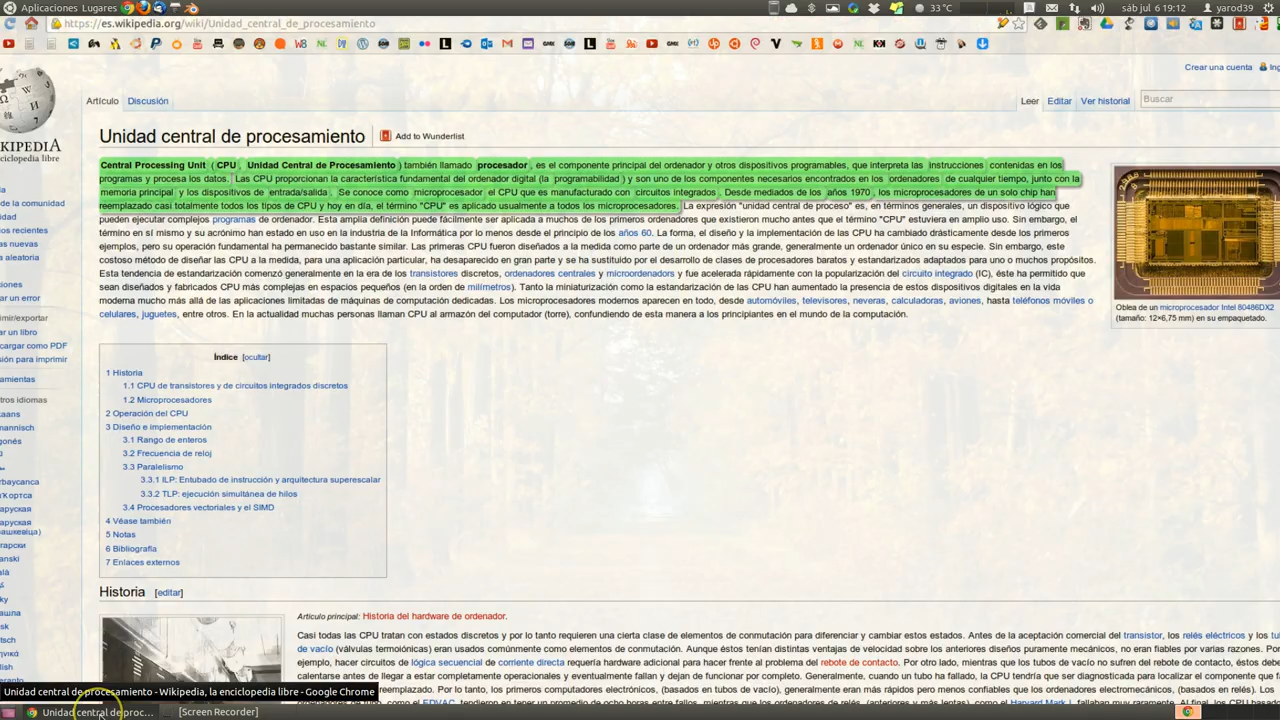 Aplicaciones Lugares
33°C
sáb jul 6 19:12
yarod39
https://es.wikipedia.org/wiki/Unidad_central_de_procesamiento
Crear una cuenta
Artículo Discusión
Leer Editar Ver historial
Buscar
WIKIPEDIA
Unidad central de procesamiento
Add to Wunderlist
Central Processing Unit ( CPU , Unidad Central de Procesamiento ) también llamado procesador , es el componente principal del ordenador y otros dispositivos programables, que interpreta las instrucciones contenidas en los
programas y procesa los datos. Las CPU proporcionan la característica fundamental del ordenador digital (la programabilidad ) y son uno de los componentes necesarios encontrados en los ordenadores de cualquier tiempo, junto con la
memoria principal y los dispositivos de entrada/salida . Se conoce como microprocesador el CPU que es manufacturado con circuitos integrados . Desde mediados de los años 1970 , los microprocesadores de un solo chip han
reemplazado casi totalmente todos los tipos de CPU y hoy en día, el término "CPU" es aplicado usualmente a todos los microprocesadores. La expresión "unidad central de proceso" es, en términos generales, un dispositivo lógico que
pueden ejecutar complejos programas de ordenador. Esta amplia definición puede fácilmente ser aplicada a muchos de los primeros ordenadores que existieron mucho antes que el término "CPU" estuviera en amplio uso. Sin embargo, el
término en sí mismo y su acrónimo han estado en uso en la industria de la Informática por lo menos desde el principio de los años 60. La forma, el diseño y la implementación de las CPU ha cambiado drásticamente desde los primeros
ejemplos, pero su operación fundamental ha permanecido bastante similar. Las primeras CPU fueron diseñados a la medida como parte de un ordenador más grande, generalmente un ordenador único en su especie. Sin embargo, este
costoso método de diseñar las CPU a la medida, para una aplicación particular, ha desaparecido en gran parte y se ha sustituido por el desarrollo de clases de procesadores baratos y estandarizados adaptados para uno o muchos propósitos.
Esta tendencia de estandarización comenzó generalmente en la era de los transistores discretos, ordenadores centrales y microordenadores y fue acelerada rápidamente con la popularización del circuito integrado (IC), éste ha permitido que
sean diseñados y fabricados CPU más complejas en espacios pequeños (en la orden de milímetros). Tanto la miniaturización como la estandarización de las CPU han aumentado la presencia de estos dispositivos digitales en la vida
moderna mucho más allá de las aplicaciones limitadas de máquinas de computación dedicadas. Los microprocesadores modernos aparecen en todo, desde automóviles, televisores, neveras, calculadoras, aviones, hasta teléfonos móviles o
celulares, juguetes, entre otros. En la actualidad muchas personas llaman CPU al armazón del computador (torre), confundiendo de esta manera a los principiantes en el mundo de la computación.
Oblea de un microprocesador Intel 80486DX2
(tamaño: 12×6,75 mm) en su empaquetado.
Índice [ocultar]
1 Historia
1.1 CPU de transistores y de circuitos integrados discretos
1.2 Microprocesadores
2 Operación del CPU
3 Diseño e implementación
3.1 Rango de enteros
3.2 Frecuencia de reloj
3.3 Paralelismo
3.3.1 ILP: Entubado de instrucción y arquitectura superescalar
3.3.2 TLP: ejecución simultánea de hilos
3.4 Procesadores vectoriales y el SIMD
4 Véase también
5 Notas
6 Bibliografía
7 Enlaces externos
Historia [editar]
Artículo principal: Historia del hardware de ordenador.
Casi todas las CPU tratan con estados discretos y por lo tanto requieren una cierta clase de elementos de conmutación para diferenciar y cambiar estos estados. Antes de la aceptación comercial del transistor, los relés eléctricos y los
de vacío (válvulas termoiónicas) eran usados comúnmente como elementos de conmutación. Aunque éstos tenían distintas ventajas de velocidad sobre los anteriores diseños puramente mecánicos, no eran fiables por varias razones. Por
ejemplo, hacer circuitos de lógica secuencial de corriente directa requería hardware adicional para hacer frente al problema del rebote de contacto. Por otro lado, mientras que los tubos de vacío no sufren del rebote de contacto, éstos
calentarse antes de llegar a estar completamente operacionales y eventualmente fallan y dejan de funcionar por completo. Generalmente, cuando un tubo ha fallado, la CPU tendría que ser diagnosticada para localizar el componente que
reemplazado. Por lo tanto, los primeros computadores electrónicos, (basados en tubos de vacío), generalmente eran más rápidos pero menos confiables que los ordenadores electromecánicos, (basados en relés). Los
Unidad central de procesamiento - Wikipedia, la enciclopedia libre - Google Chrome
Unidad central de proc...
[Screen Recorder]